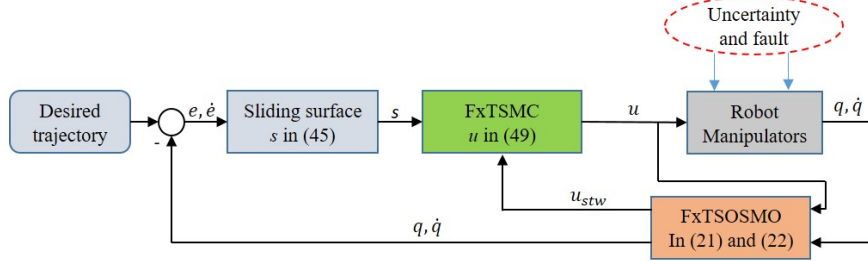 Uncertainty
and fault
Desired
trajectory
-
e, ė
Sliding surface
s in (45)
s
FxTSMC
u in (49)
u
Robot
Manipulators
q, q̇
u_stw
FxTSOSMO
In (21) and (22)
q, q̇